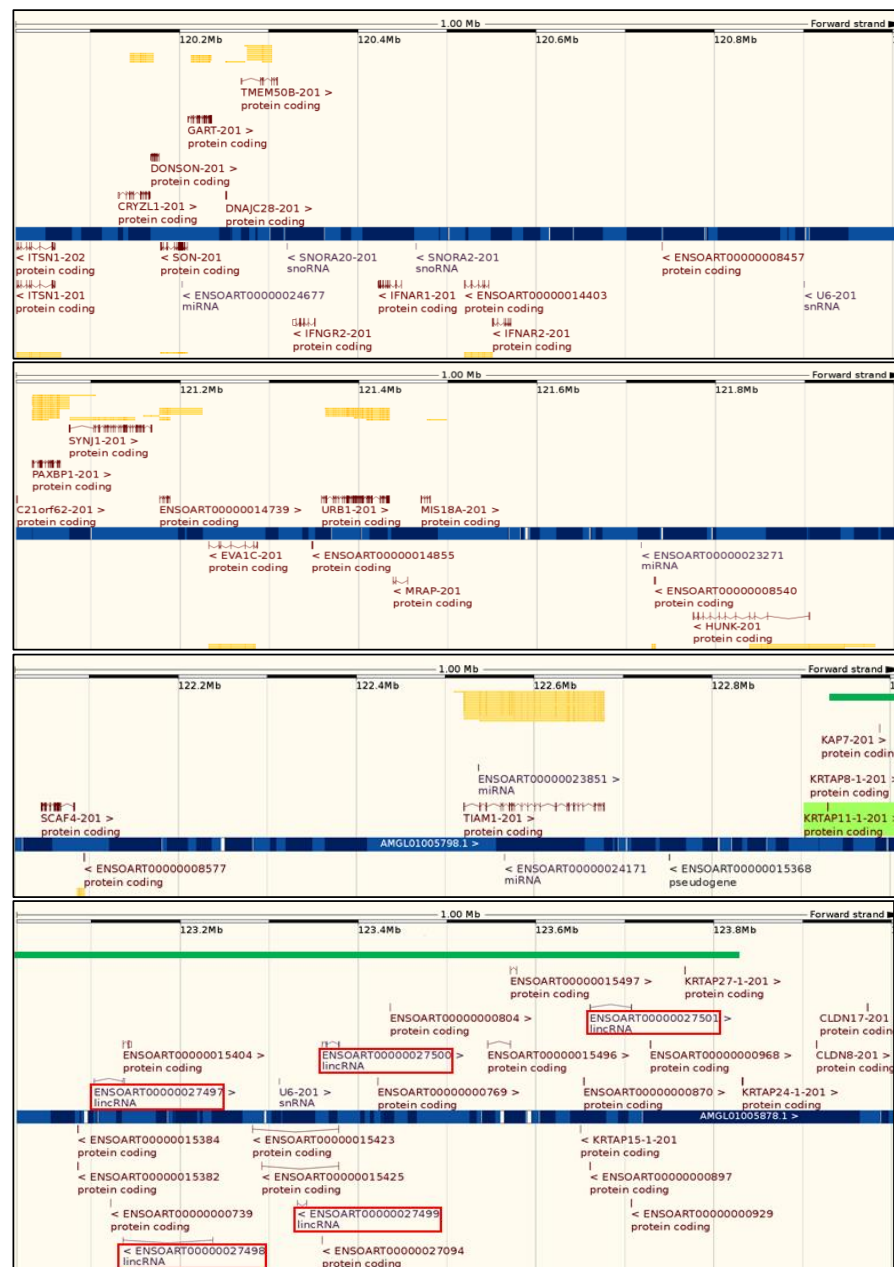 1.00 Mb
Forward strand
120.2Mb 120.4Mb 120.6Mb 120.8Mb
TMEM50B-201 >
protein coding
GART-201 >
protein coding
DONSON-201 >
protein coding
CRYZL1-201 > DNAJC28-201 >
protein coding protein coding
< ITSN1-202 < SON-201 < SNORA20-201 < SNORA2-201 < ENSOART00000008457
protein coding protein coding snoRNA snoRNA protein coding
< ITSN1-201 < ENSOART00000024677 < IFNAR1-201 < ENSOART00000014403 < U6-201
protein coding miRNA protein coding protein coding snRNA
< IFNGR2-201 < IFNAR2-201
protein coding protein coding
1.00 Mb
Forward strand
121.2Mb 121.4Mb 121.6Mb 121.8Mb
SYNJ1-201 >
protein coding
PAXBP1-201 >
protein coding
C21orf62-201 > ENSOART00000014739 > URB1-201 > MIS18A-201 >
protein coding protein coding protein coding protein coding
< EVA1C-201 < ENSOART00000014855 < ENSOART00000023271
protein coding protein coding miRNA
< MRAP-201 < ENSOART00000008540
protein coding protein coding
< HUNK-201
protein coding
1.00 Mb
Forward strand
122.2Mb 122.4Mb 122.6Mb 122.8Mb
KAP7-201 >
protein codin
ENSOART00000023851 > KRTAP8-1-201 >
miRNA protein coding
SCAF4-201 > TIAM1-201 > KRTAP11-1-201 >
protein coding protein coding protein coding
AMGL01005798.1 >
< ENSOART00000008577 < ENSOART00000024171 < ENSOART00000015368
protein coding miRNA pseudogene
1.00 Mb
Forward strand
123.2Mb 123.4Mb 123.6Mb 123.8Mb
ENSOART00000015497 > KRTAP27-1-201 >
protein coding protein coding
ENSOART00000000804 > ENSOART00000027501 > CLDN17-201
protein coding lincRNA protein codin
ENSOART00000015404 > ENSOART00000027500 > ENSOART00000015496 > ENSOART00000000968 > CLDN8-201 >
protein coding lincRNA protein coding protein coding protein coding
ENSOART00000027497 > U6-201 > ENSOART00000000769 > ENSOART00000000870 > KRTAP24-1-201 >
lincRNA snRNA protein coding protein coding protein coding
AMGL01005878.1 >
< ENSOART00000015384 < ENSOART00000015423 < KRTAP15-1-201
protein coding protein coding protein coding
< ENSOART00000015382 < ENSOART00000015425 < ENSOART00000000897
protein coding protein coding protein coding
< ENSOART00000000739 < ENSOART00000027499 < ENSOART00000000929
protein coding lincRNA protein coding
< ENSOART00000027498 < ENSOART00000027094
lincRNA protein coding